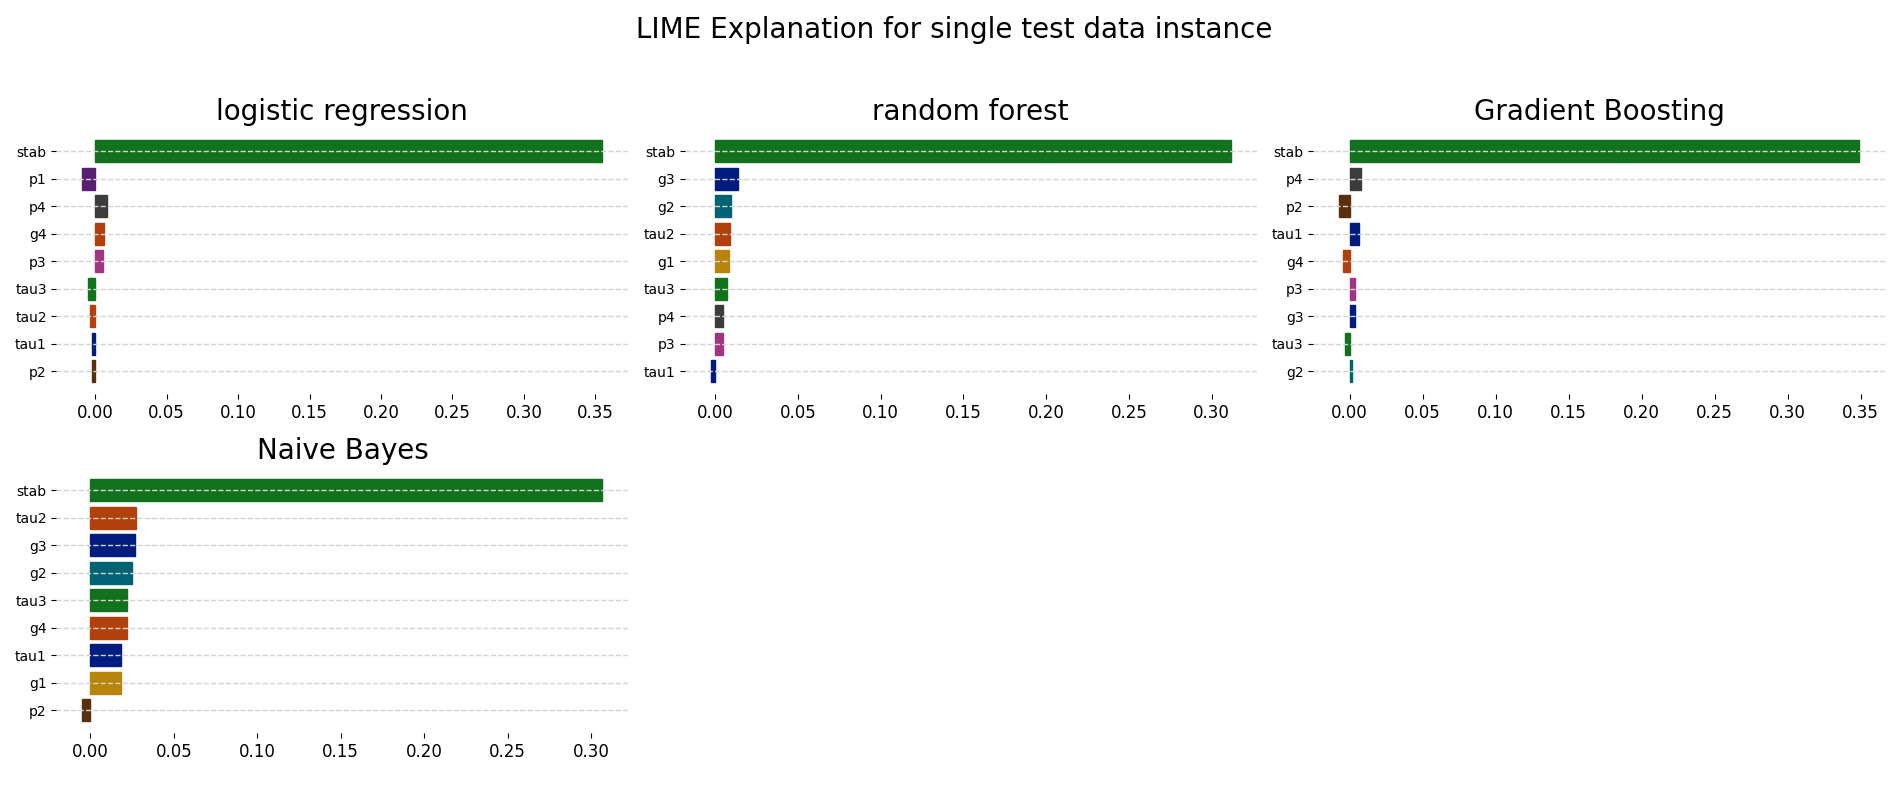 LIME Explanation for single test data instance
logistic regression
stab
p1
p4
g4
p3
tau3
tau2
tau1
p2
0.00 0.05 0.10 0.15 0.20 0.25 0.30 0.35
random forest
stab
g3
g2
tau2
g1
tau3
p4
p3
tau1
0.00 0.05 0.10 0.15 0.20 0.25 0.30
Gradient Boosting
stab
p4
p2
tau1
g4
p3
g3
tau3
g2
0.00 0.05 0.10 0.15 0.20 0.25 0.30 0.35
Naive Bayes
stab
tau2
g3
g2
tau3
g4
tau1
g1
p2
0.00 0.05 0.10 0.15 0.20 0.25 0.30